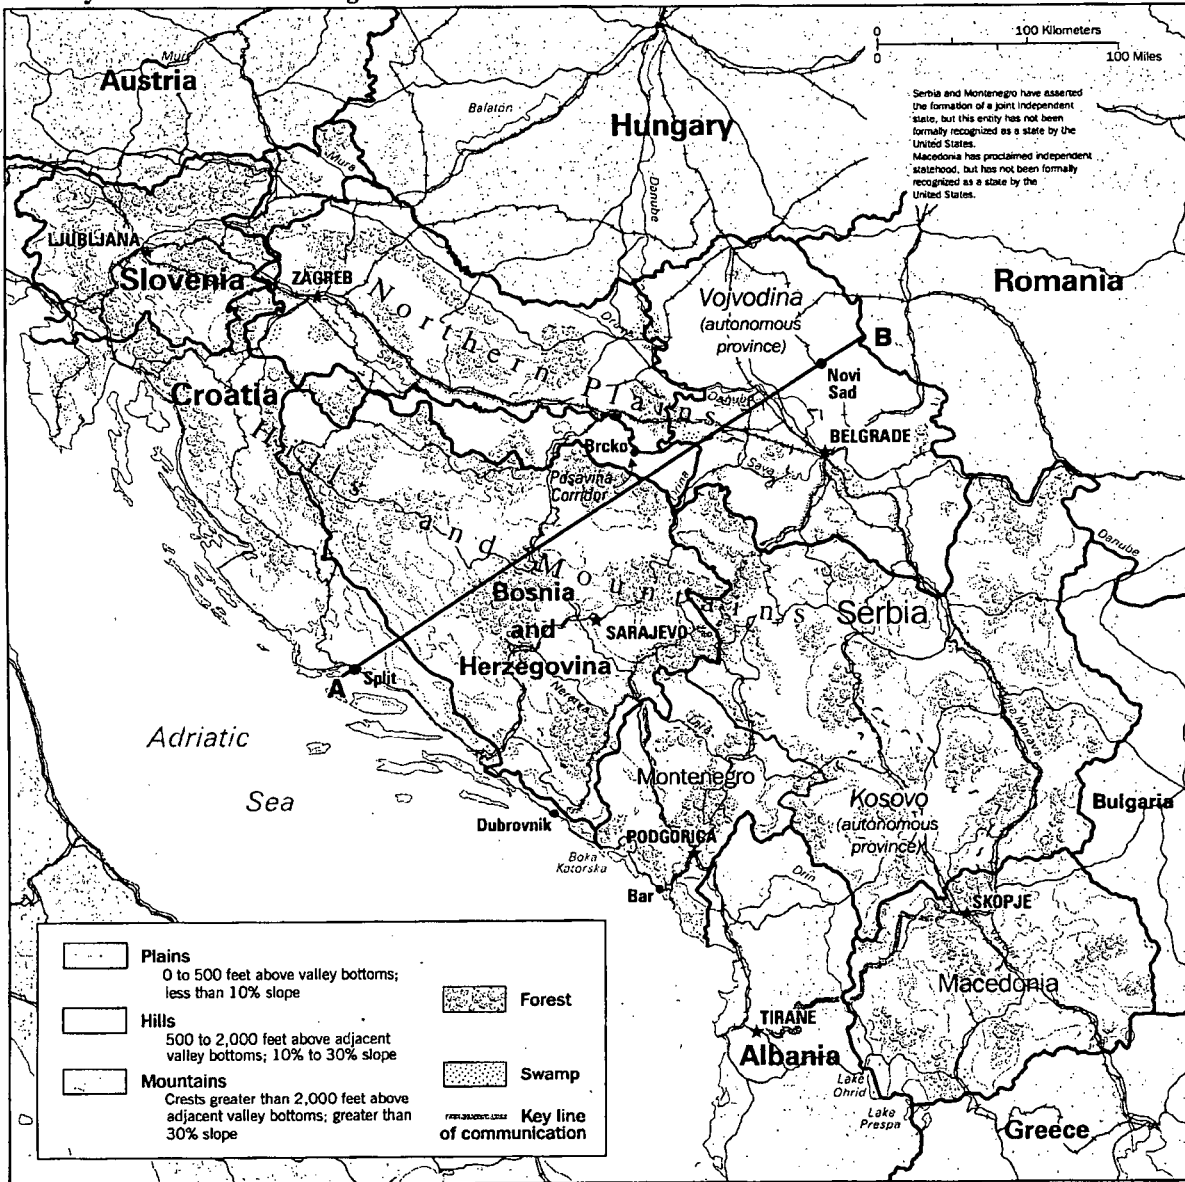 Austria
Mura
Balaton
Hungary
0
100 Kilometers
0
100 Miles
Serbia and Montenegro have asserted
the formation of a joint independent
state, but this entity has not been
formally recognized as a state by the
United States.
Macedonia has proclaimed independent
statehood, but has not been formally
recognized as a state by the
United States.
Mura
Danube
LJUBLJANA
Slovenia
ZAGREB
Romania
Vojvodina
(autonomous
province)
B
Northern Plains
Sava
Novi
Sad
Croatia
Danube
BELGRADE
Brcko
Sava
Posavina
Corridor
Hills and Mountains
Danube
Bosnia
and
Herzegovina
SARAJEVO
Serbia
A
Split
Neretva
Adriatic
Sea
Montenegro
Kosovo
(autonomous
province)
Bulgaria
Dubrovnik
PODGORICA
Boka
Kotorska
Drin
Bar
SKOPJE
Macedonia
TIRANE
Albania
Lake
Ohrid
Lake
Prespa
Greece
Plains
0 to 500 feet above valley bottoms;
less than 10% slope
Hills
500 to 2,000 feet above adjacent
valley bottoms; 10% to 30% slope
Mountains
Crests greater than 2,000 feet above
adjacent valley bottoms; greater than
30% slope
Forest
Swamp
Key line
of communication